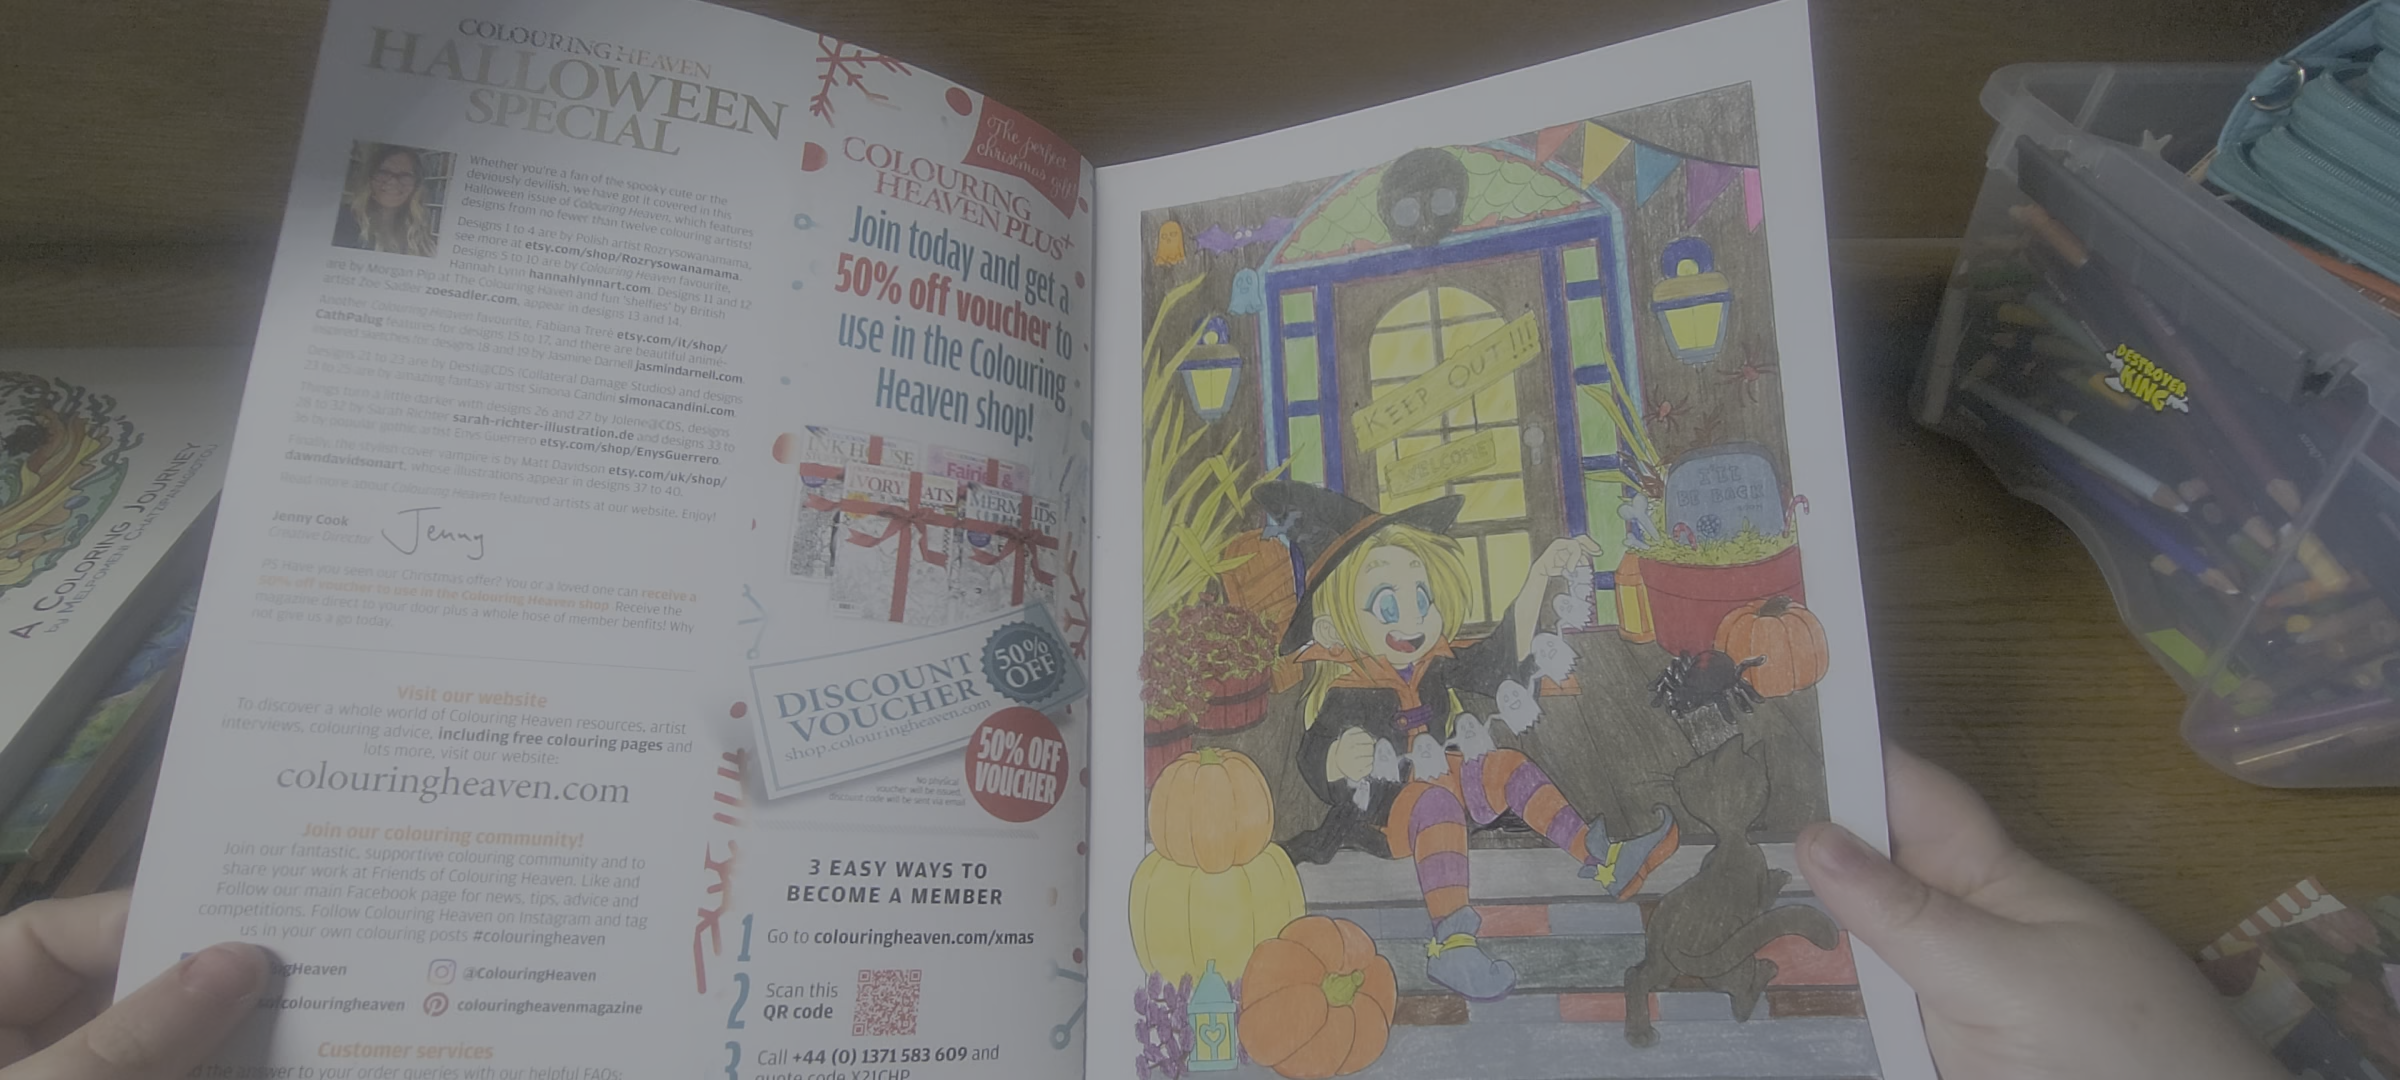 COLOURING HEAVEN
HALLOWEEN
SPECIAL
Whether you're a fan of the spooky cute or the
deviously devilish, we have got it covered in this
Halloween issue of Colouring Heaven, which features
designs from no fewer than twelve colouring artists!
Designs 1 to 4 are by Polish artist Rozrysowanamama,
see more at etsy.com/shop/Rozrysowanamama.
Designs 5 to 10 are by Colouring Heaven favourite,
Hannah Lynn hannahlynnart.com. Designs 11 and 12
are by Morgan Pip at The Colouring Haven and fun 'shelfies' by British
artist Zoe Sadler zoesadler.com, appear in designs 13 and 14.
Another Colouring Heaven favourite, Fabiana Treré etsy.com/it/shop/
CathPalug features for designs 15 to 17, and there are beautiful anime-
inspired sketches for designs 18 and 19 by Jasmine Darnell jasmindarnell.com.
Designs 21 to 23 are by Desti@CDS (Collateral Damage Studios) and designs
23 to 25 are by amazing fantasy artist Simona Candini simonacandini.com.
Things turn a little darker with designs 26 and 27 by Jolene@CDS, designs
28 to 32 by Sarah Richter sarah-richter-illustration.de and designs 33 to
36 by popular gothic artist Enys Guerrero etsy.com/shop/EnysGuerrero.
Finally, the stylish cover vampire is by Matt Davidson etsy.com/uk/shop/
dawndavidsonart, whose illustrations appear in designs 37 to 40.
Read more about Colouring Heaven featured artists at our website. Enjoy!
Jenny Cook
Creative Director
Jenny
PS Have you seen our Christmas offer? You or a loved one can receive a
50% off voucher to use in the Colouring Heaven shop. Receive the
magazine direct to your door plus a whole hose of member benfits! Why
not give us a go today.
Visit our website
To discover a whole world of Colouring Heaven resources, artist
interviews, colouring advice, including free colouring pages and
lots more, visit our website:
colouringheaven.com
Join our colouring community!
Join our fantastic, supportive colouring community and to
share your work at Friends of Colouring Heaven. Like and
Follow our main Facebook page for news, tips, advice and
competitions. Follow Colouring Heaven on Instagram and tag
us in your own colouring posts #colouringheaven
gHeaven
@ColouringHeaven
colouringheaven
colouringheavenmagazine
Customer services
answer to your order queries with our helpful FAQs:
The perfect
christmas gift
COLOURING
HEAVEN PLUS+
Join today and get a
50% off voucher to
use in the Colouring
Heaven shop!
INK HOUSE
IVORY
CATS
Fairies &
MERMAIDS
DISCOUNT
VOUCHER
shop.colouringheaven.com
50%
OFF
50% OFF
VOUCHER
No physical
voucher will be issued,
discount code will be sent via email
3 EASY WAYS TO
BECOME A MEMBER
1 Go to colouringheaven.com/xmas
2 Scan this
QR code
3 Call +44 (0) 1371 583 609 and
quote code X21CHP
KEEP OUT!!!
WELCOME
I'LL
BE BACK
SOON
A COLORING JOURNEY
by MELPOMENI CHATZIPANAGIOTOU
DESTROYER
KING